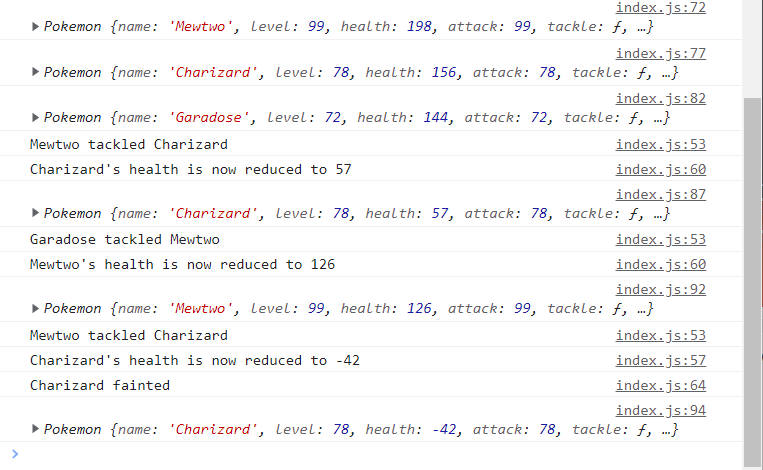 index.js:72
▶Pokemon {name: 'Mewtwo', level: 99, health: 198, attack: 99, tackle: ƒ, …}
index.js:77
▶Pokemon {name: 'Charizard', level: 78, health: 156, attack: 78, tackle: ƒ, …}
index.js:82
▶Pokemon {name: 'Garadose', level: 72, health: 144, attack: 72, tackle: ƒ, …}
Mewtwo tackled Charizard index.js:53
Charizard's health is now reduced to 57 index.js:60
index.js:87
▶Pokemon {name: 'Charizard', level: 78, health: 57, attack: 78, tackle: ƒ, …}
Garadose tackled Mewtwo index.js:53
Mewtwo's health is now reduced to 126 index.js:60
index.js:92
▶Pokemon {name: 'Mewtwo', level: 99, health: 126, attack: 99, tackle: ƒ, …}
Mewtwo tackled Charizard index.js:53
Charizard's health is now reduced to -42 index.js:57
Charizard fainted index.js:64
index.js:94
▶Pokemon {name: 'Charizard', level: 78, health: -42, attack: 78, tackle: ƒ, …}